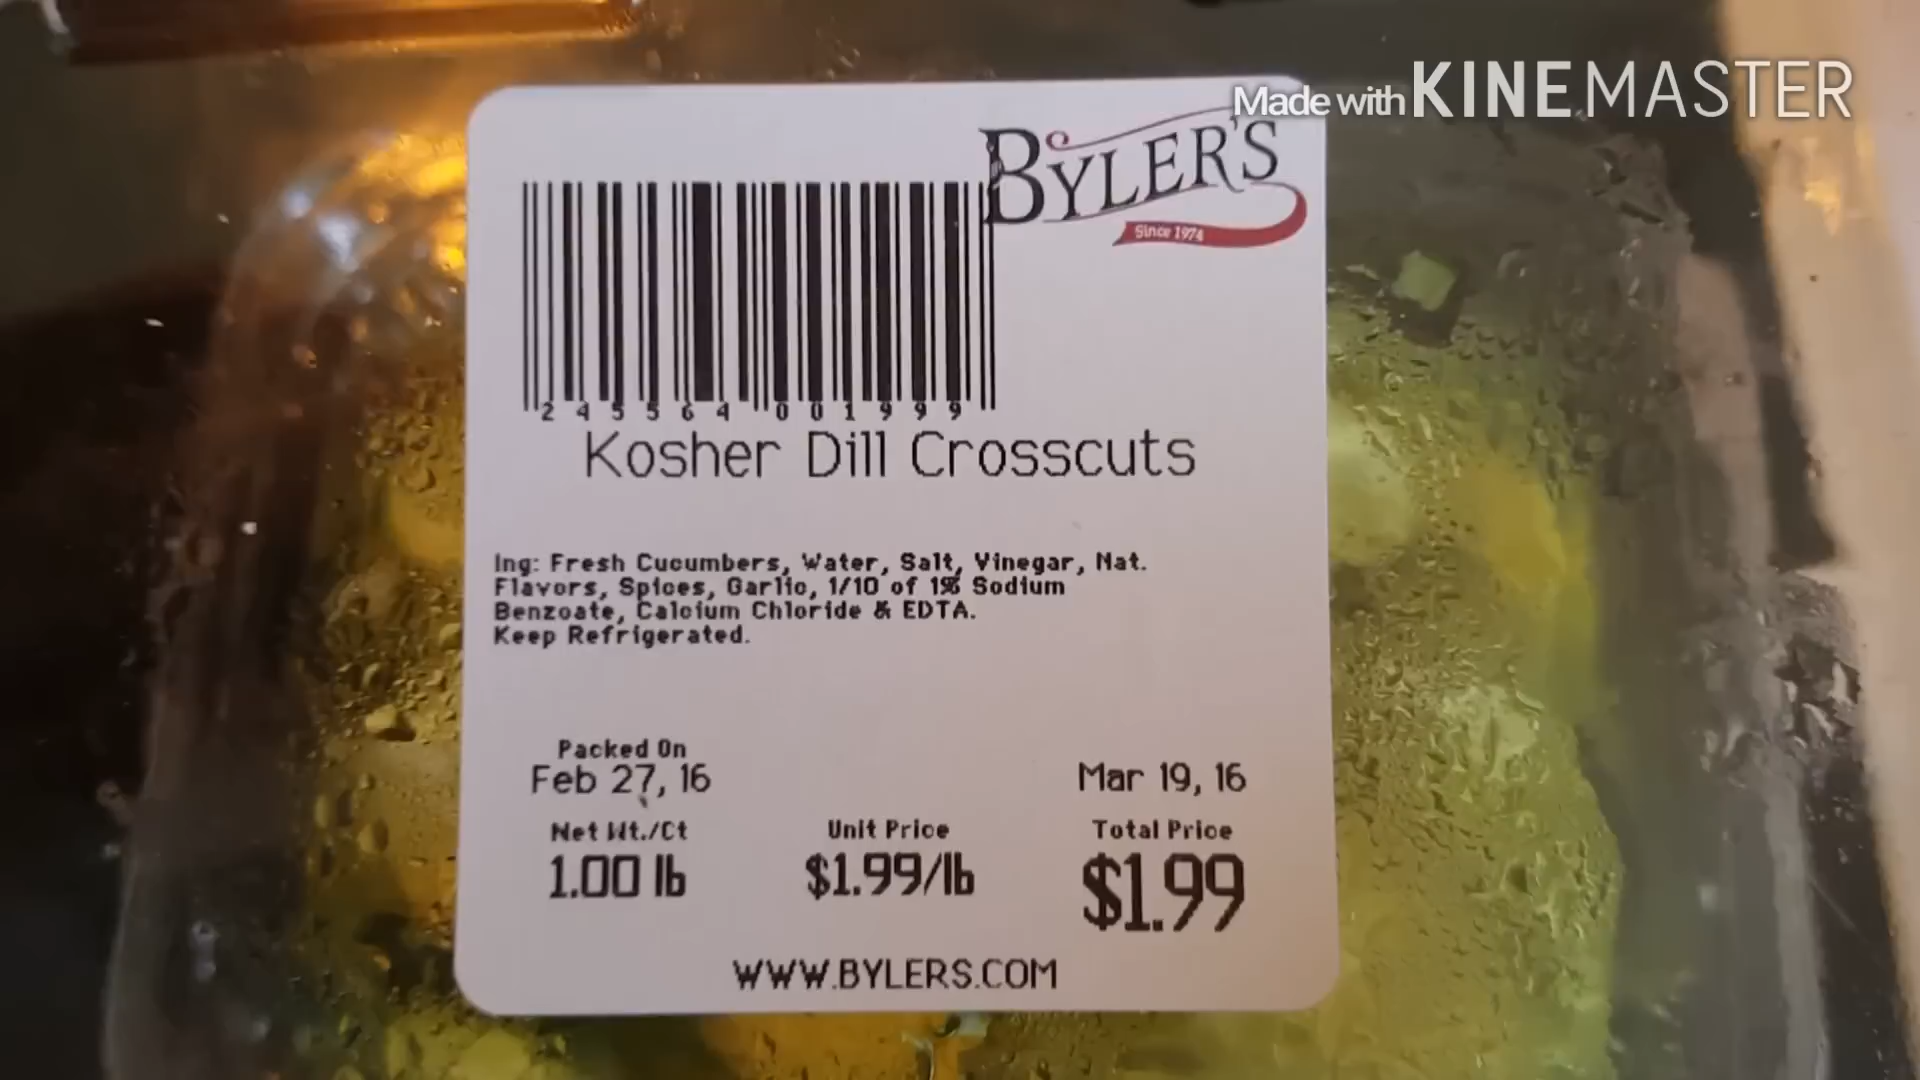 Made with KINEMASTER
BYLER'S
Since 1974
2 45564 00199 9
Kosher Dill Crosscuts
Ing: Fresh Cucumbers, Water, Salt, Vinegar, Nat.
Flavors, Spices, Garlic, 1/10 of 1% Sodium
Benzoate, Calcium Chloride & EDTA.
Keep Refrigerated.
Packed On
Feb 27, 16 Mar 19, 16
Net Wt./Ct Unit Price Total Price
1.00 lb $1.99/lb $1.99
WWW.BYLERS.COM